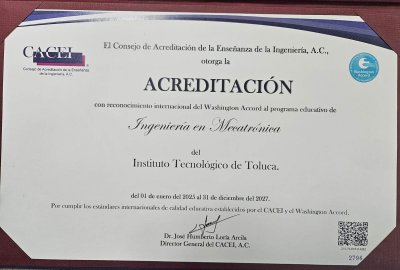 CACEI
Consejo de Acreditación de la Enseñanza
de la Ingeniería, A.C.
El Consejo de Acreditación de la Enseñanza de la Ingeniería, A.C.,
otorga la
Washington
Accord
ACREDITACIÓN
con reconocimiento internacional del Washington Accord al programa educativo de
Ingeniería en Mecatrónica
del
Instituto Tecnológico de Toluca.
del 01 de enero del 2025 al 31 de diciembre del 2027.
Por cumplir los estándares internacionales de calidad educativa establecidos por el CACEI y el Washington Accord.
Dr. José Humberto Loría Arcila
Director General del CACEI, A.C.
2796